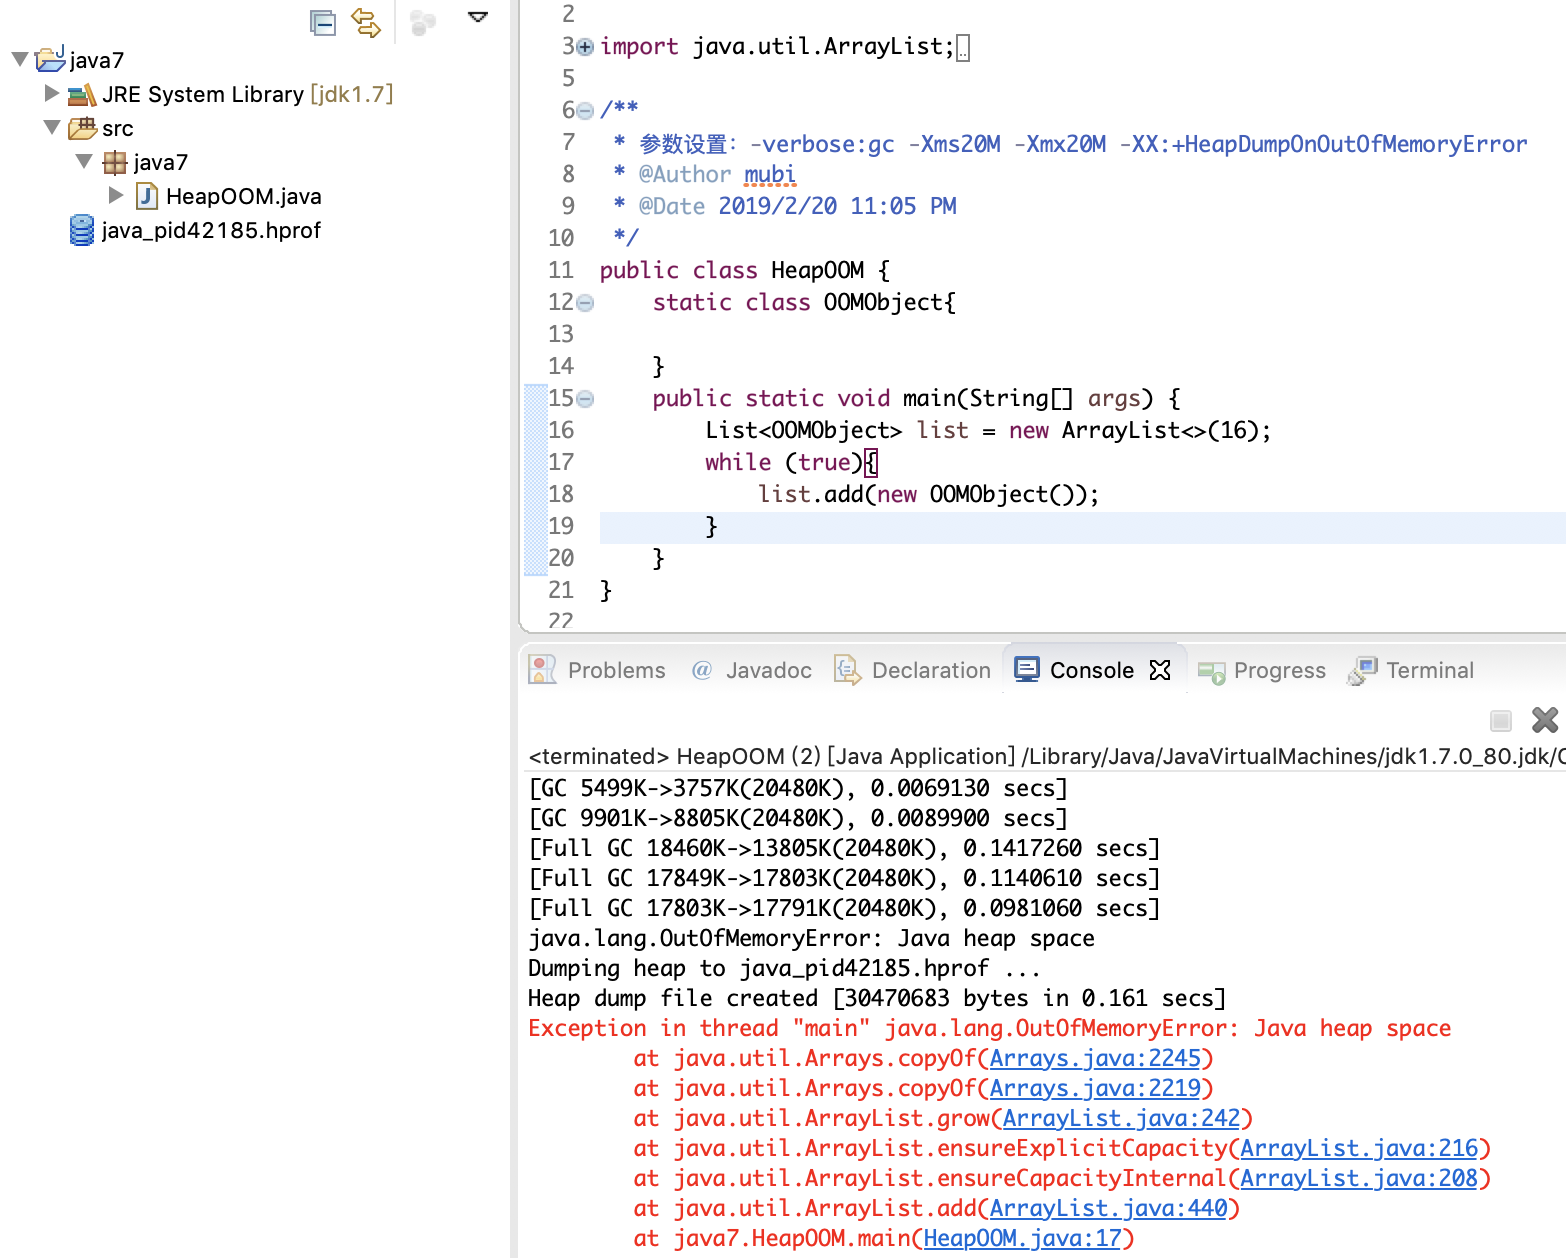 java7
JRE System Library [jdk1.7]
src
java7
HeapOOM.java
java_pid42185.hprof
2
3 import java.util.ArrayList;
5
6 /**
7  * 参数设置：-verbose:gc -Xms20M -Xmx20M -XX:+HeapDumpOnOutOfMemoryError
8  * @Author mubi
9  * @Date 2019/2/20 11:05 PM
10  */
11 public class HeapOOM {
12     static class OOMObject{
13
14     }
15     public static void main(String[] args) {
16         List<OOMObject> list = new ArrayList<>(16);
17         while (true){
18             list.add(new OOMObject());
19         }
20     }
21 }
22
Problems @ Javadoc Declaration Console Progress Terminal
<terminated> HeapOOM (2) [Java Application] /Library/Java/JavaVirtualMachines/jdk1.7.0_80.jdk/C
[GC 5499K->3757K(20480K), 0.0069130 secs]
[GC 9901K->8805K(20480K), 0.0089900 secs]
[Full GC 18460K->13805K(20480K), 0.1417260 secs]
[Full GC 17849K->17803K(20480K), 0.1140610 secs]
[Full GC 17803K->17791K(20480K), 0.0981060 secs]
java.lang.OutOfMemoryError: Java heap space
Dumping heap to java_pid42185.hprof ...
Heap dump file created [30470683 bytes in 0.161 secs]
Exception in thread "main" java.lang.OutOfMemoryError: Java heap space
at java.util.Arrays.copyOf(Arrays.java:2245)
at java.util.Arrays.copyOf(Arrays.java:2219)
at java.util.ArrayList.grow(ArrayList.java:242)
at java.util.ArrayList.ensureExplicitCapacity(ArrayList.java:216)
at java.util.ArrayList.ensureCapacityInternal(ArrayList.java:208)
at java.util.ArrayList.add(ArrayList.java:440)
at java7.HeapOOM.main(HeapOOM.java:17)